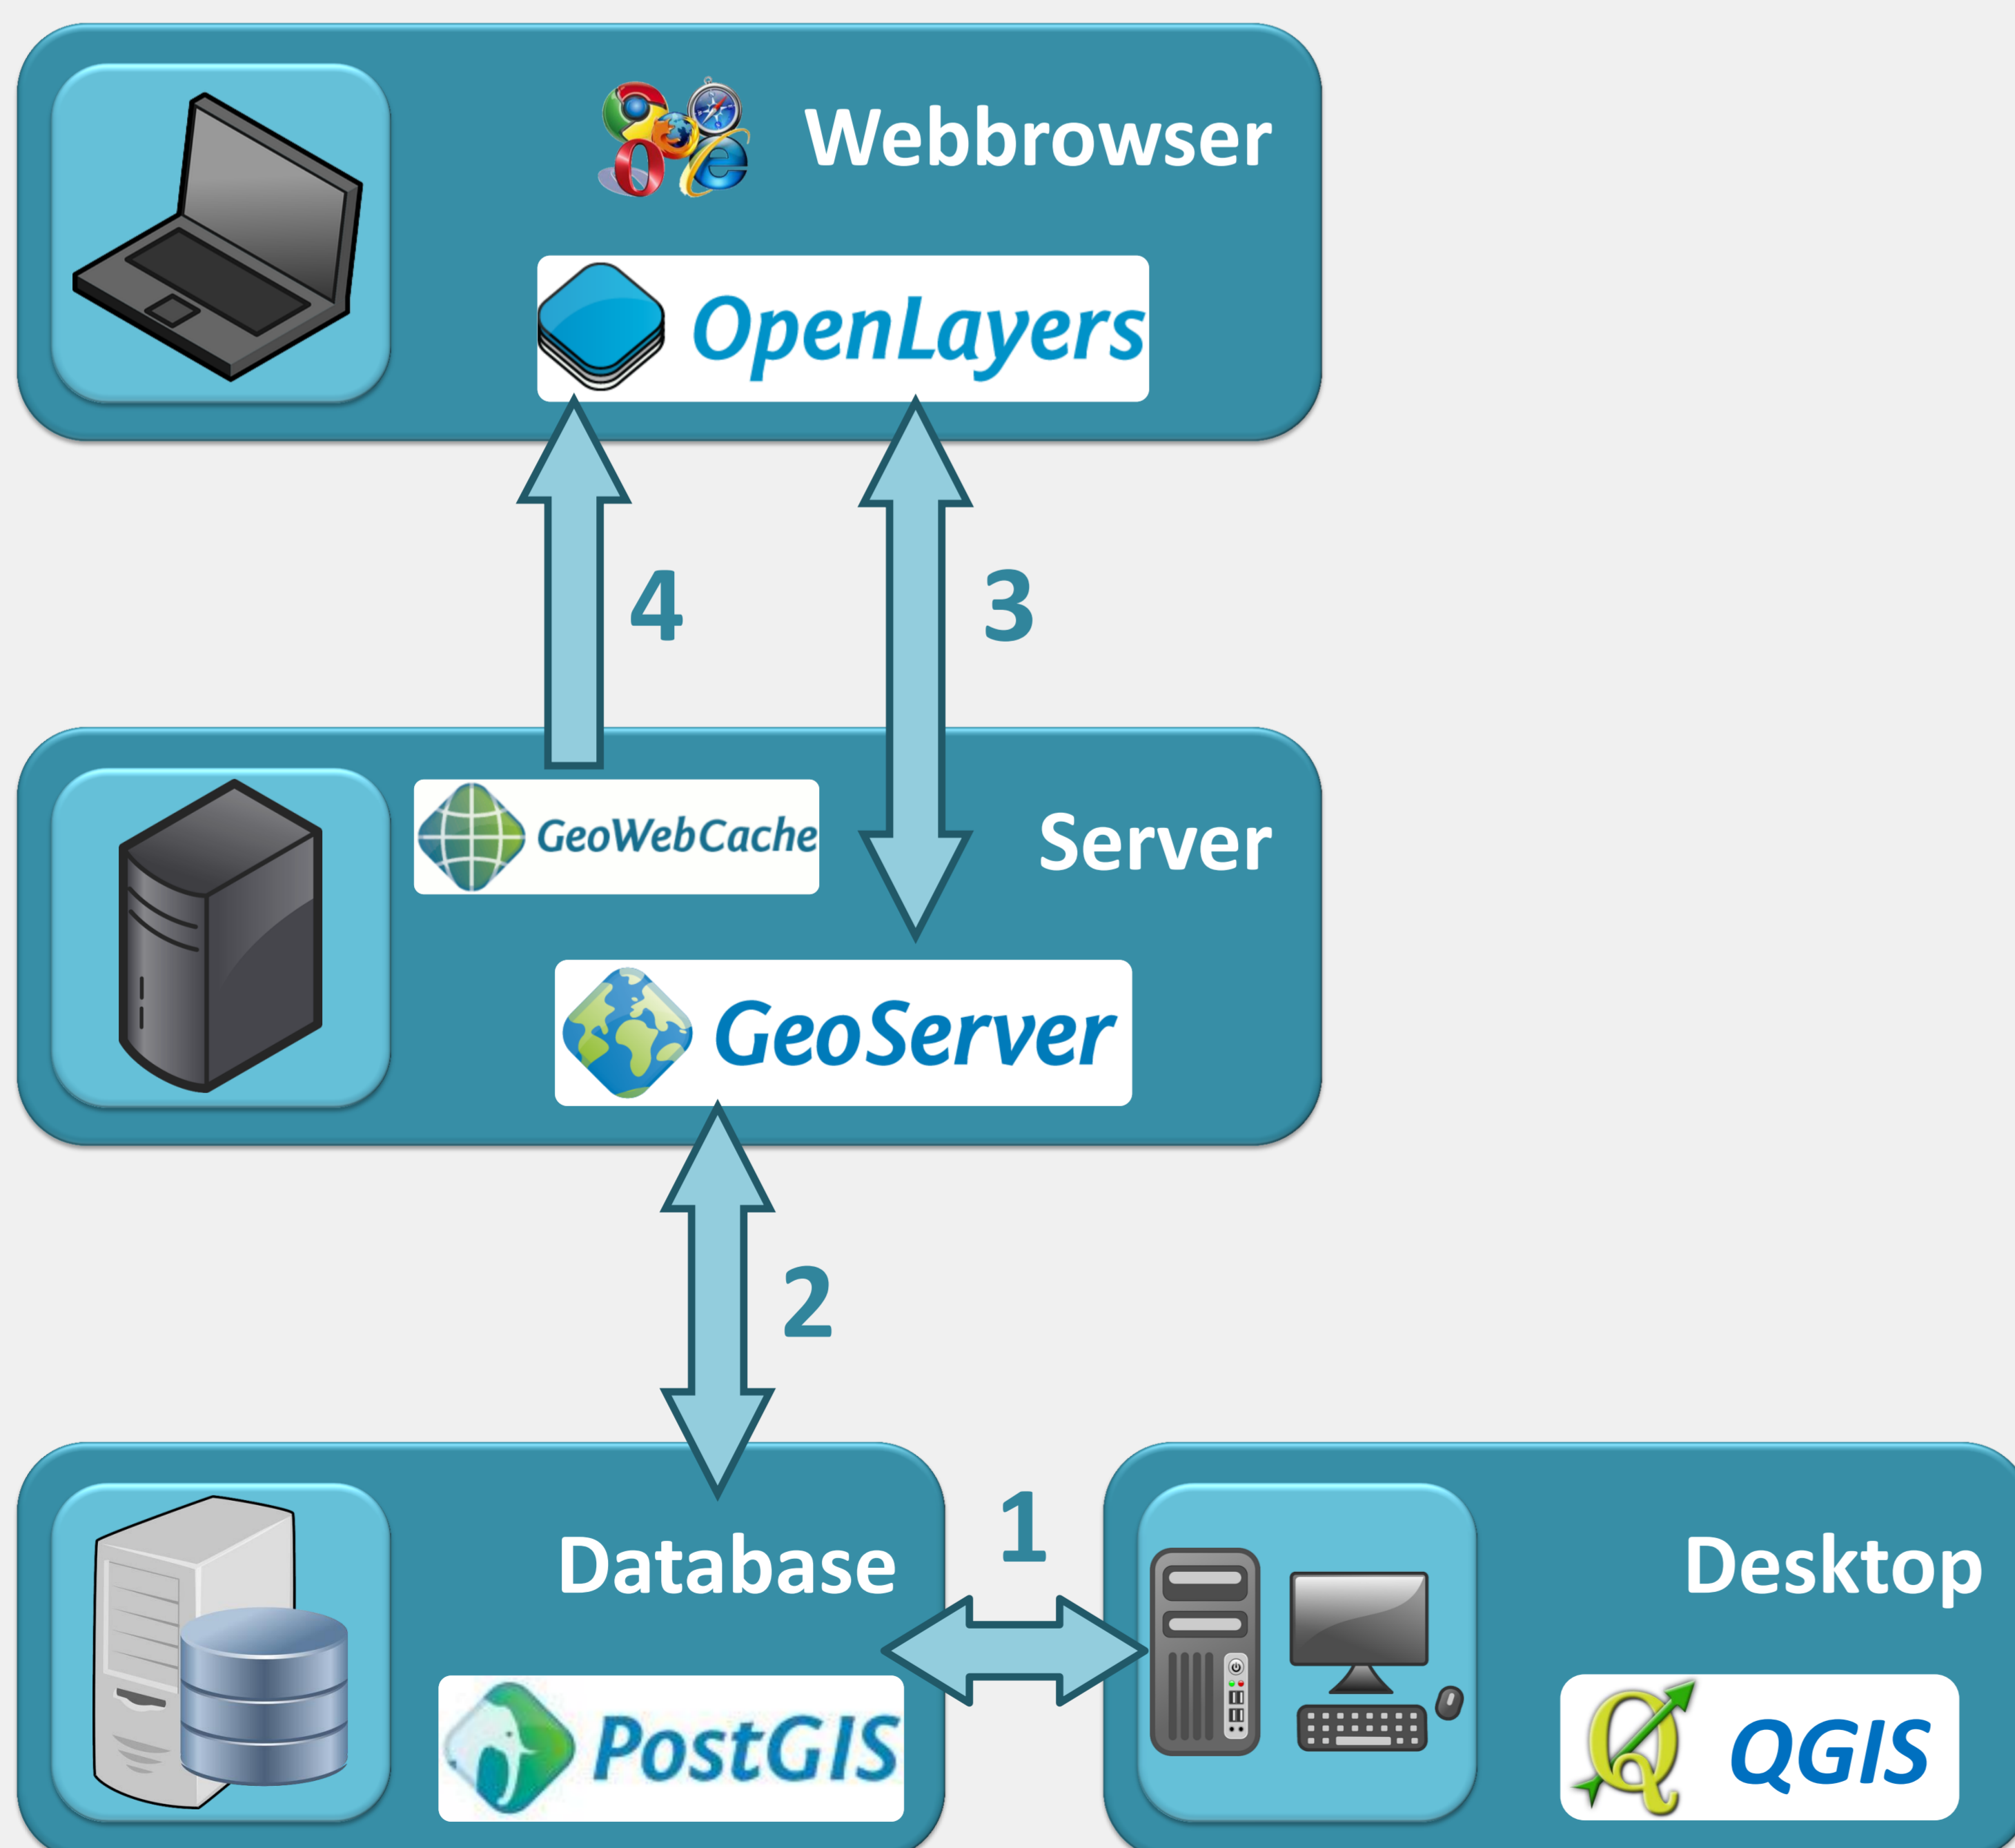 Webbrowser
OpenLayers
4
3
GeoWebCache
Server
GeoServer
2
1
Database
Desktop
PostGIS
QGIS